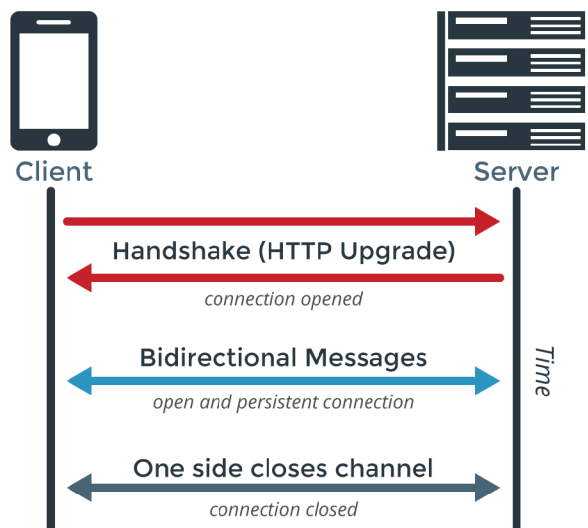 Client
Server
Handshake (HTTP Upgrade)
connection opened
Bidirectional Messages
Time
open and persistent connection
One side closes channel
connection closed